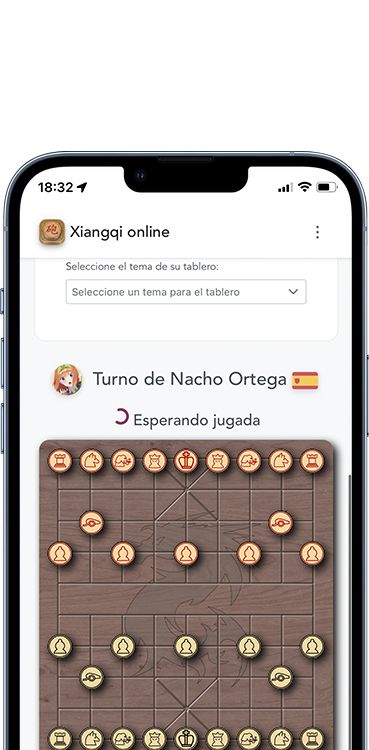 18:32
Xiangqi online
Seleccione el tema de su tablero:
Seleccione un tema para el tablero
Turno de Nacho Ortega
Esperando jugada